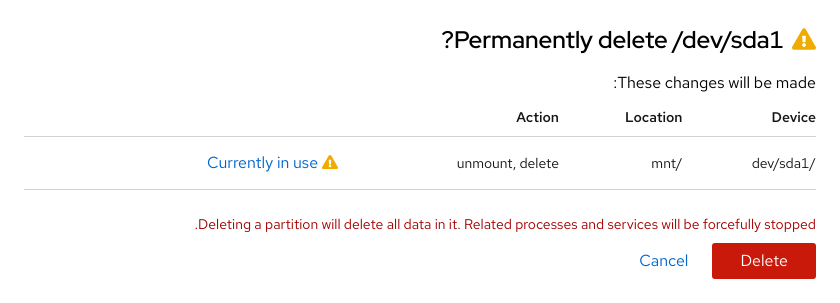 ?Permanently delete /dev/sda1
:These changes will be made
Action Location Device
Currently in use unmount, delete mnt/ dev/sda1/
.Deleting a partition will delete all data in it. Related processes and services will be forcefully stopped
Cancel Delete